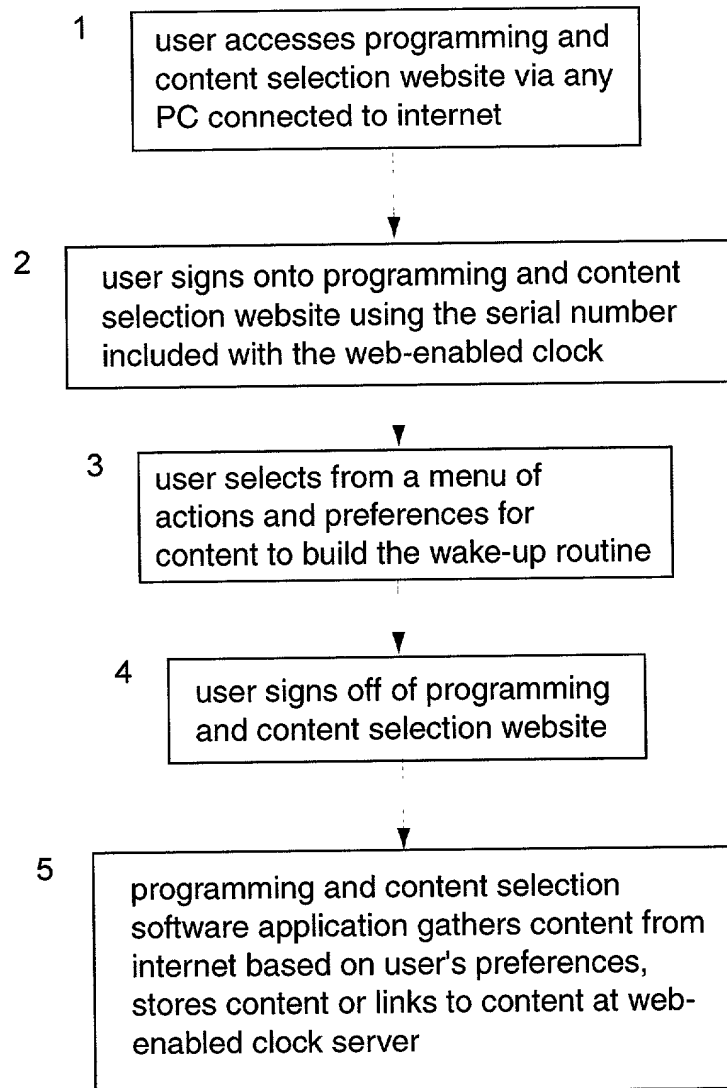 1
user accesses programming and
content selection website via any
PC connected to internet
2
user signs onto programming and content
selection website using the serial number
included with the web-enabled clock
3
user selects from a menu of
actions and preferences for
content to build the wake-up routine
4
user signs off of programming
and content selection website
5
programming and content selection
software application gathers content from
internet based on user's preferences,
stores content or links to content at web-
enabled clock server